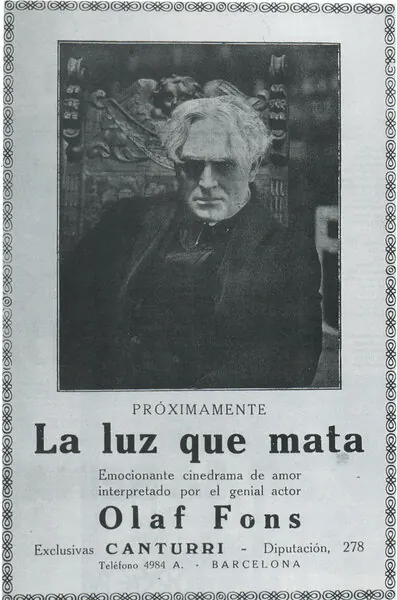 PRÓXIMAMENTE
La luz que mata
Emocionante cinedrama de amor
interpretado por el genial actor
Olaf Fons
Exclusivas CANTURRI - Diputación, 278
Teléfono 4984 A. - BARCELONA